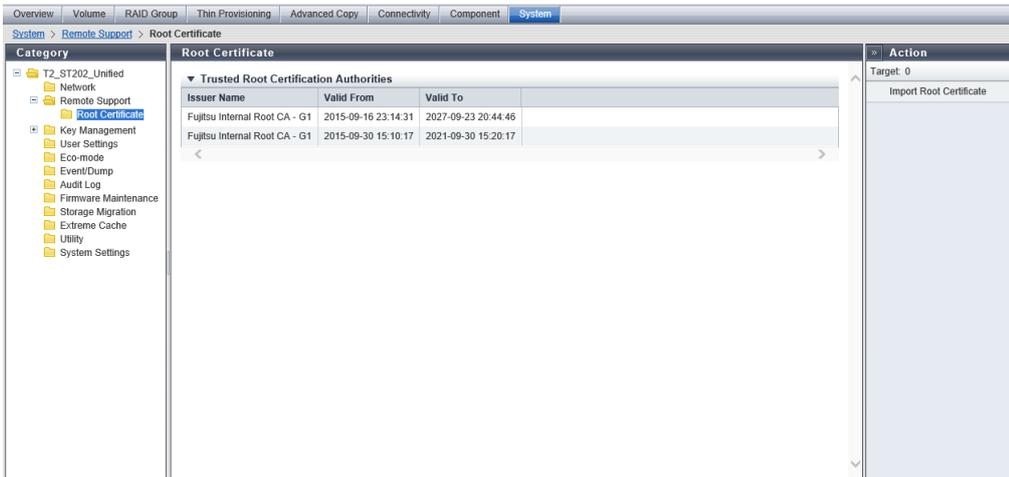 Overview Volume RAID Group Thin Provisioning Advanced Copy Connectivity Component System
System > Remote Support > Root Certificate
Category
T2_ST202_Unified
Network
Remote Support
Root Certificate
Key Management
User Settings
Eco-mode
Event/Dump
Audit Log
Firmware Maintenance
Storage Migration
Extreme Cache
Utility
System Settings
Root Certificate
▼ Trusted Root Certification Authorities
Issuer Name Valid From Valid To
Fujitsu Internal Root CA - G1 2015-09-16 23:14:31 2027-09-23 20:44:46
Fujitsu Internal Root CA - G1 2015-09-30 15:10:17 2021-09-30 15:20:17
» Action
Target: 0
Import Root Certificate